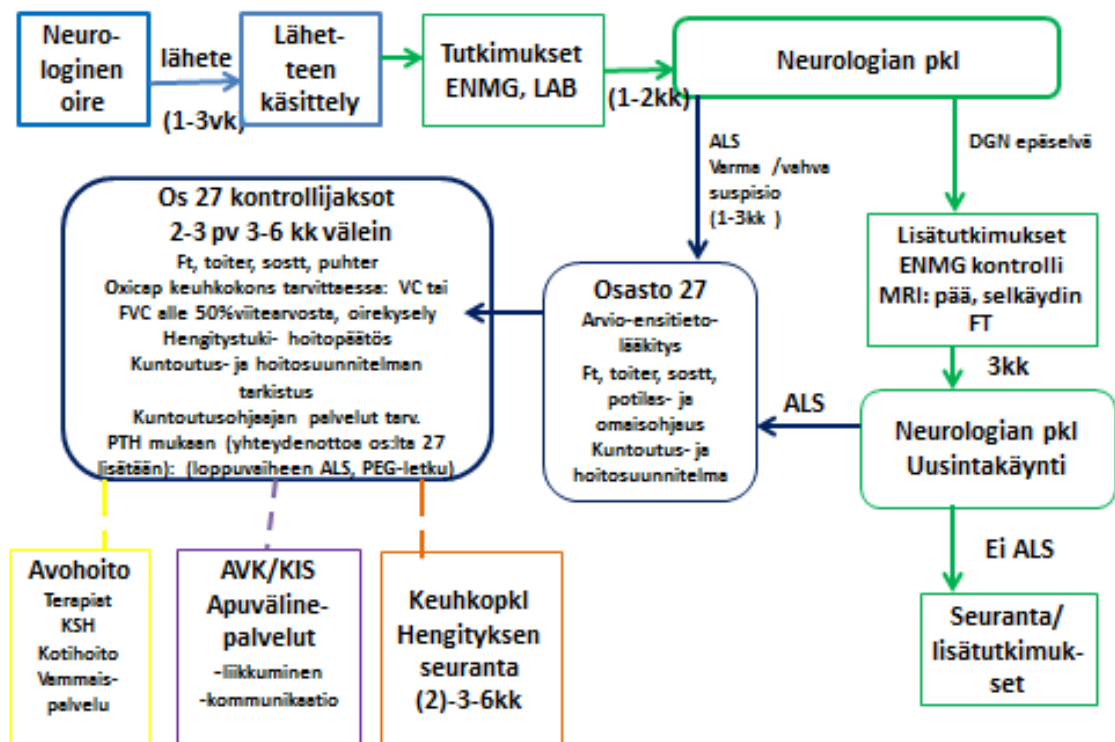 Neuro-
loginen
oire
lähete
(1-3vk)
Lähet-
teen
käsittely
Tutkimukset
ENMG, LAB
(1-2kk)
Neurologian pkl
ALS
Varma /vahva
suspisio
(1-3kk )
DGN epäselvä
Os 27 kontrollijaksot
2-3 pv 3-6 kk välein
Ft, toiter, sostt, puhter
Oxicap keuhkokons tarvittaessa: VC tai
FVC alle 50%viitearvosta, oirekysely
Hengitystuki- hoitopäätös
Kuntoutus- ja hoitosuunnitelman
tarkistus
Kuntoutusohjaajan palvelut tarv.
PTH mukaan (yhteydenottoa os:lta 27
lisätään): (loppuvaiheen ALS, PEG-letku)
Osasto 27
Arvio-ensitieto-
lääkitys
Ft, toiter, sostt,
potilas- ja
omaisohjaus
Kuntoutus- ja
hoitosuunnitelma
Lisätutkimukset
ENMG kontrolli
MRI: pää, selkäydin
FT
3kk
ALS
Neurologian pkl
Uusintakäynti
Ei ALS
Seuranta/
lisätutkimuk-
set
Avohoito
Terapiat
KSH
Kotihoito
Vammais-
palvelu
AVK/KIS
Apuväline-
palvelut
-liikkuminen
-kommunikaatio
Keuhkopkl
Hengityksen
seuranta
(2)-3-6kk